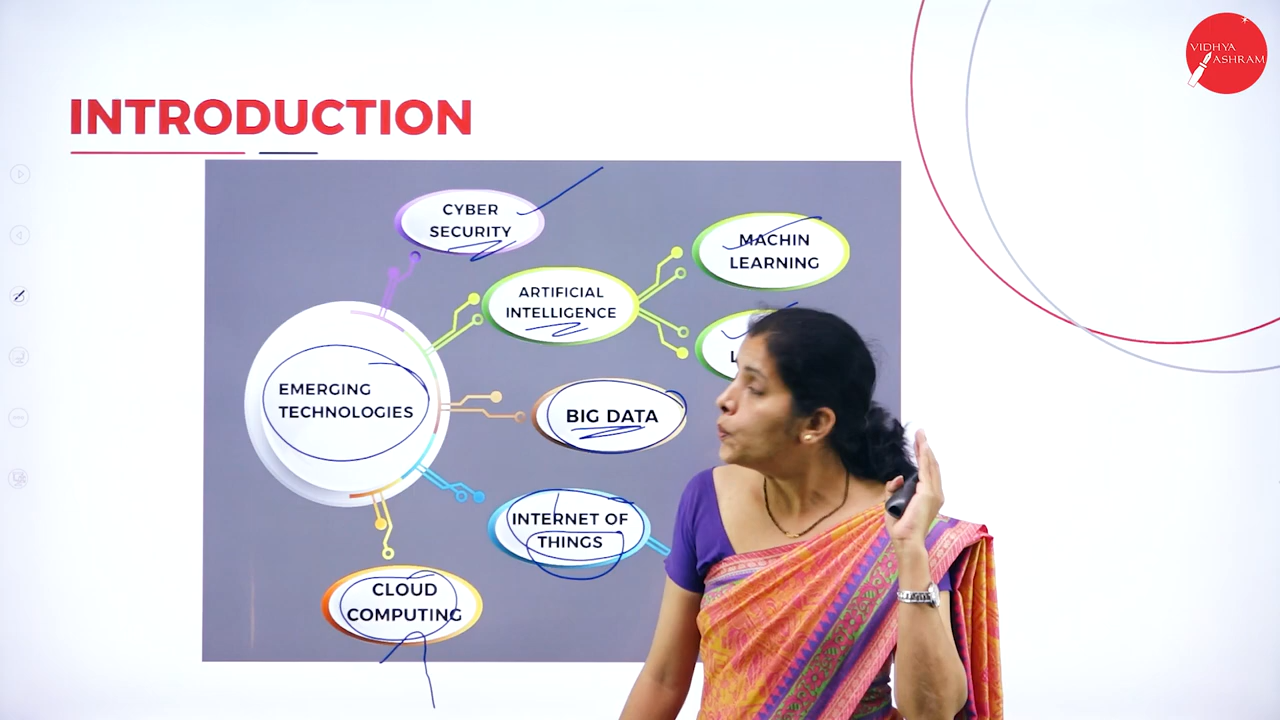 VIDHYA
ASHRAM
INTRODUCTION
CYBER
SECURITY
MACHIN
LEARNING
ARTIFICIAL
INTELLIGENCE
EMERGING
TECHNOLOGIES
BIG DATA
INTERNET OF
THINGS
CLOUD
COMPUTING